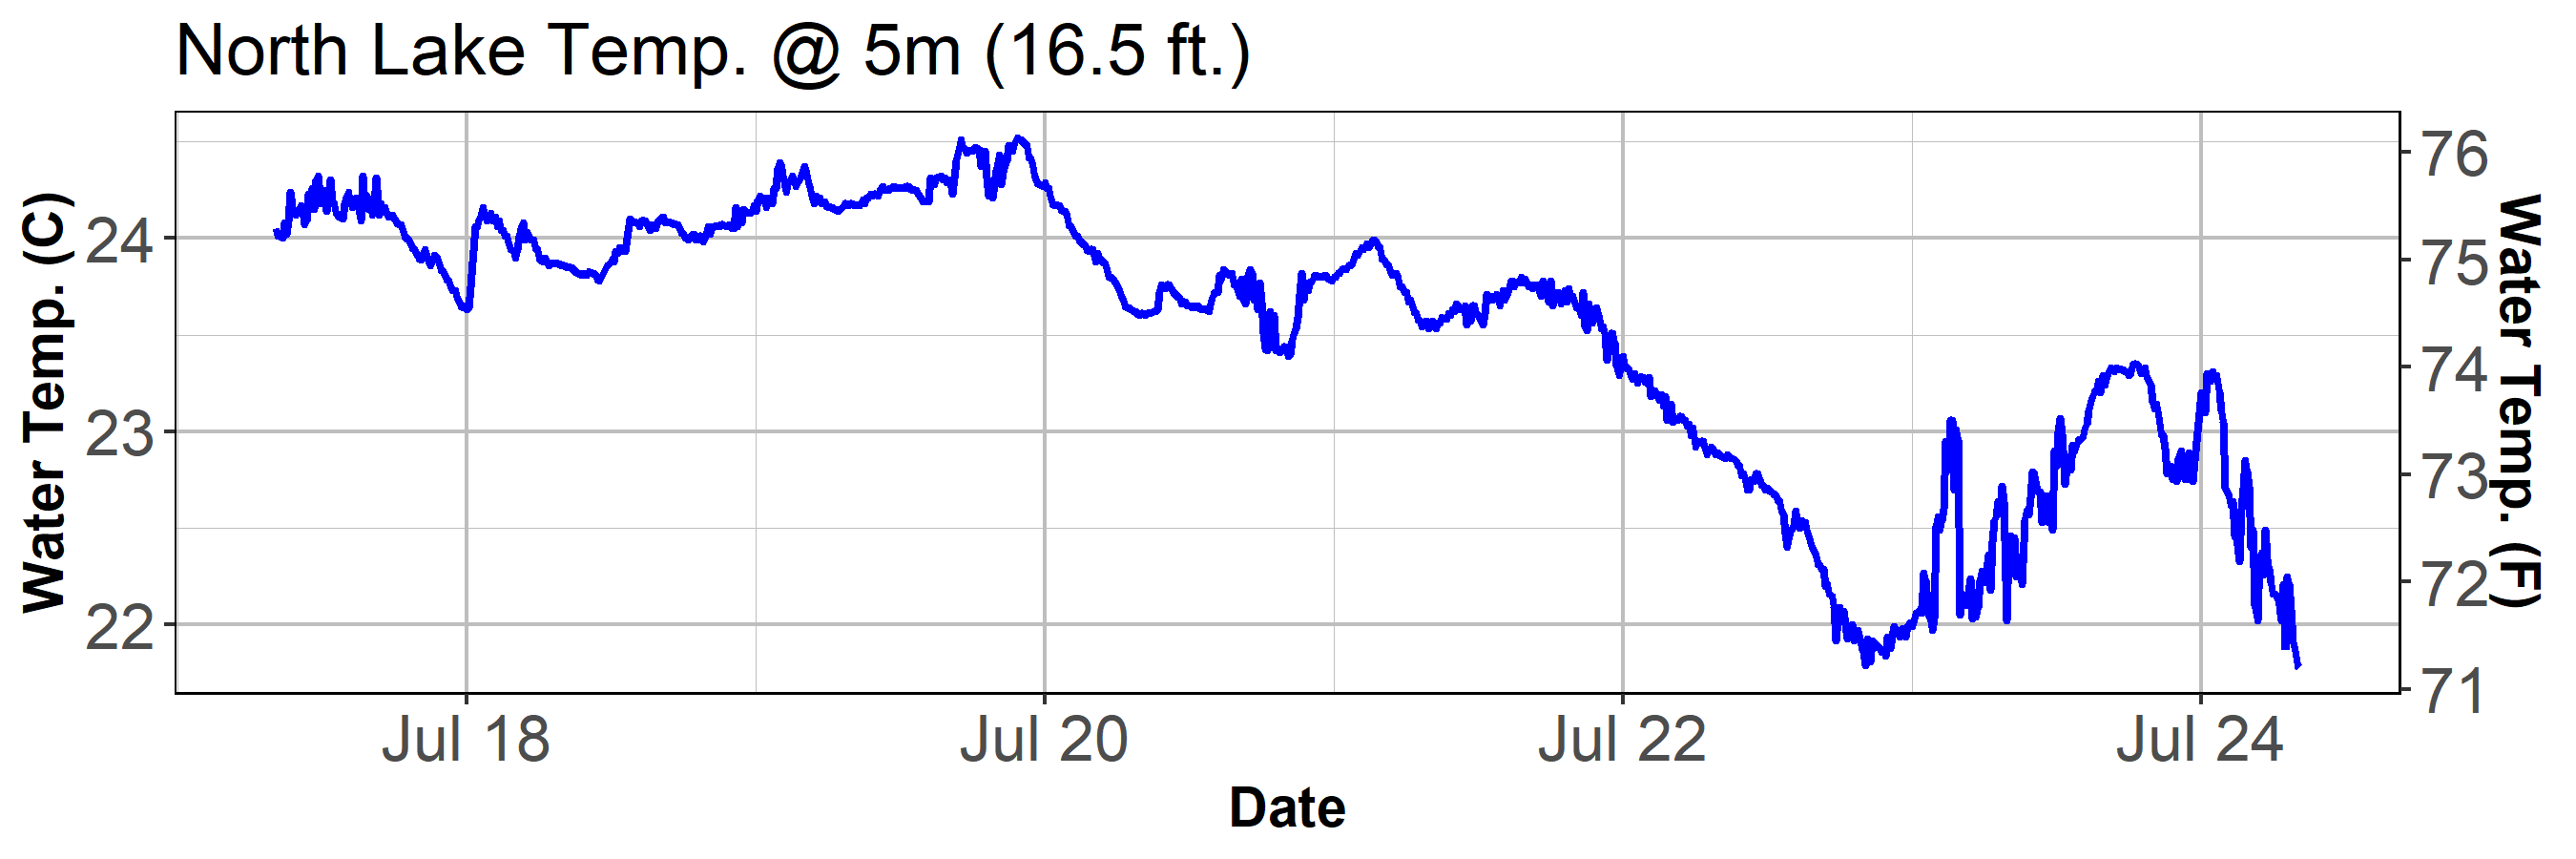 North Lake Temp. @ 5m (16.5 ft.)
Water Temp. (C)
24
23
22
76
75
74
73
72
71
Water Temp. (F)
Jul 18
Jul 20
Jul 22
Jul 24
Date